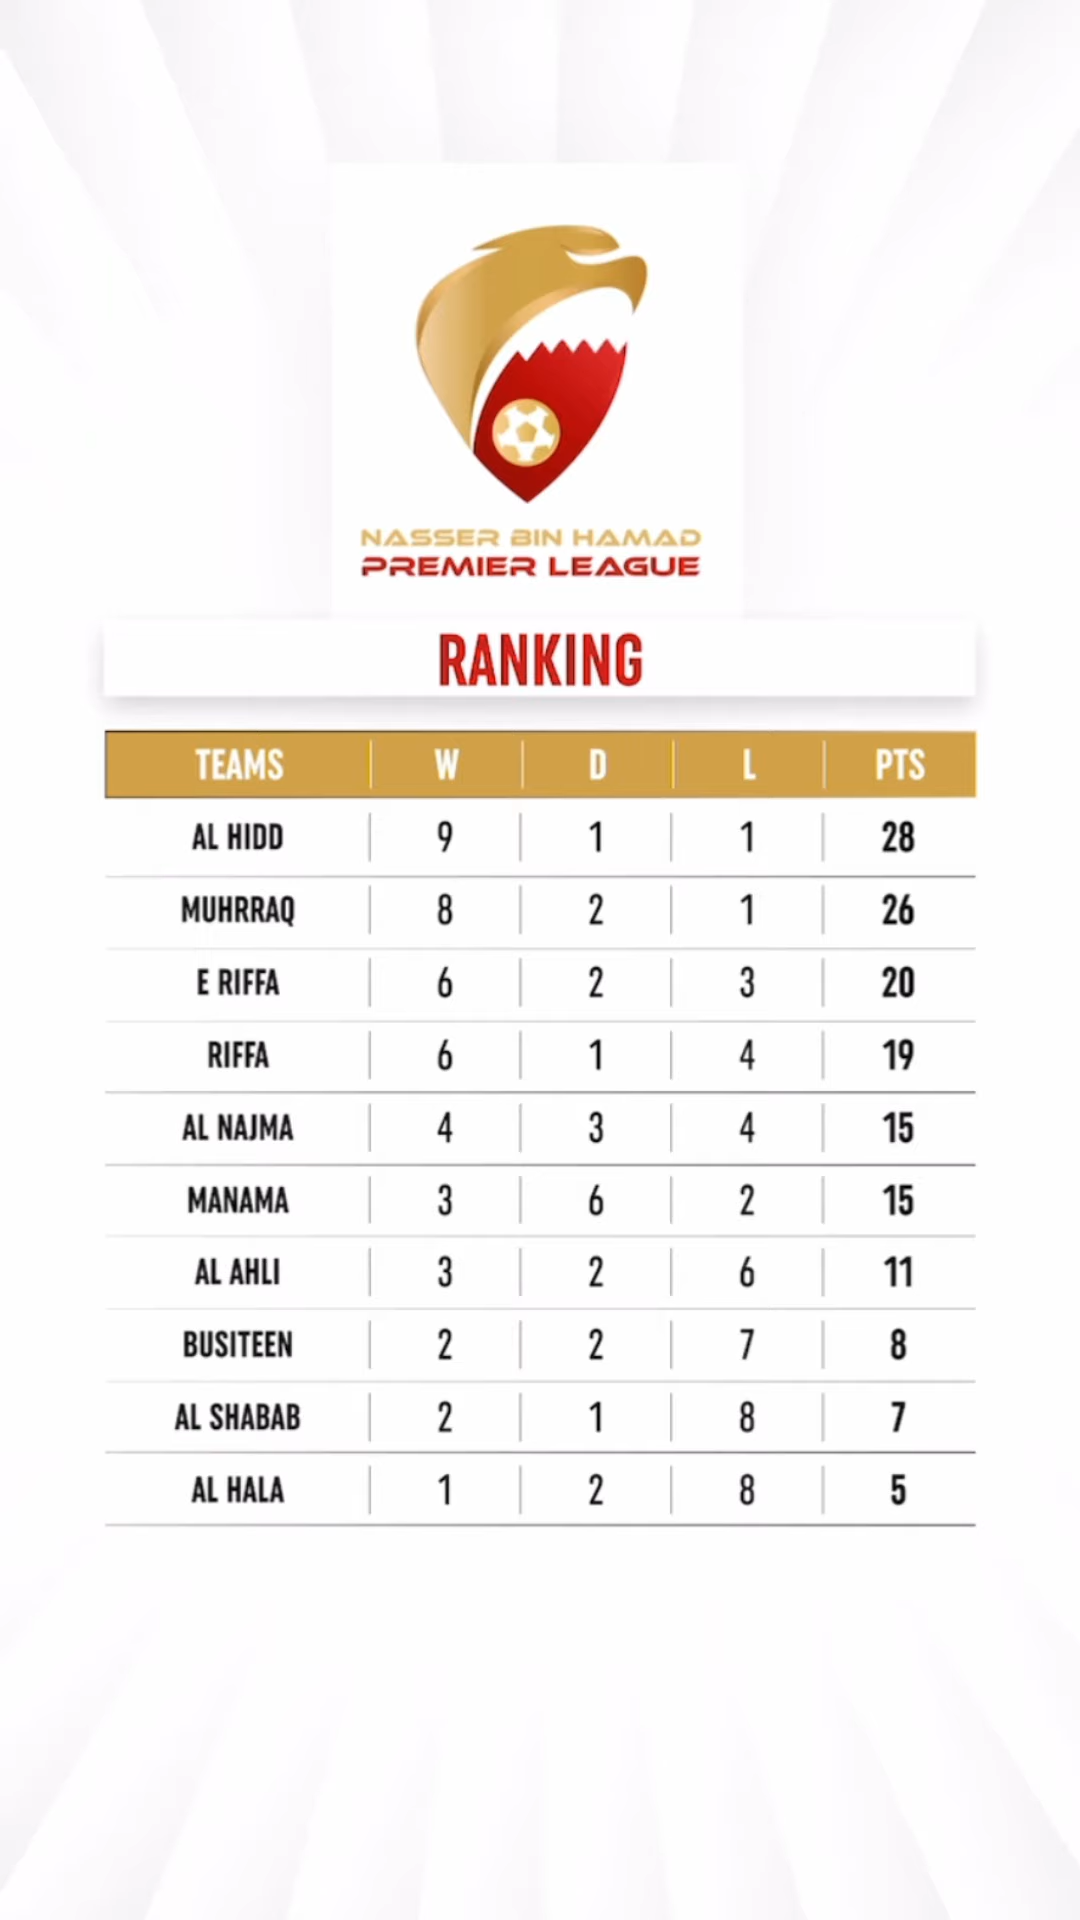 NASSER BIN HAMAD
PREMIER LEAGUE
RANKING
TEAMS W D L PTS
AL HIDD 9 1 1 28
MUHRRAQ 8 2 1 26
E RIFFA 6 2 3 20
RIFFA 6 1 4 19
AL NAJMA 4 3 4 15
MANAMA 3 6 2 15
AL AHLI 3 2 6 11
BUSITEEN 2 2 7 8
AL SHABAB 2 1 8 7
AL HALA 1 2 8 5